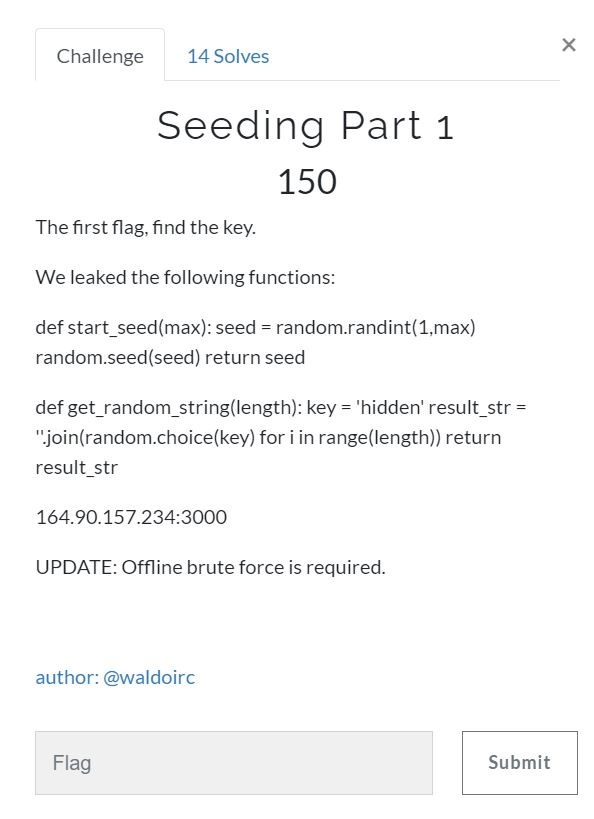 Challenge
14 Solves
×
Seeding Part 1
150
The first flag, find the key.
We leaked the following functions:
def start_seed(max): seed = random.randint(1,max)
random.seed(seed) return seed
def get_random_string(length): key = 'hidden' result_str =
''.join(random.choice(key) for i in range(length)) return
result_str
164.90.157.234:3000
UPDATE: Offline brute force is required.
author: @waldoirc
Flag
Submit